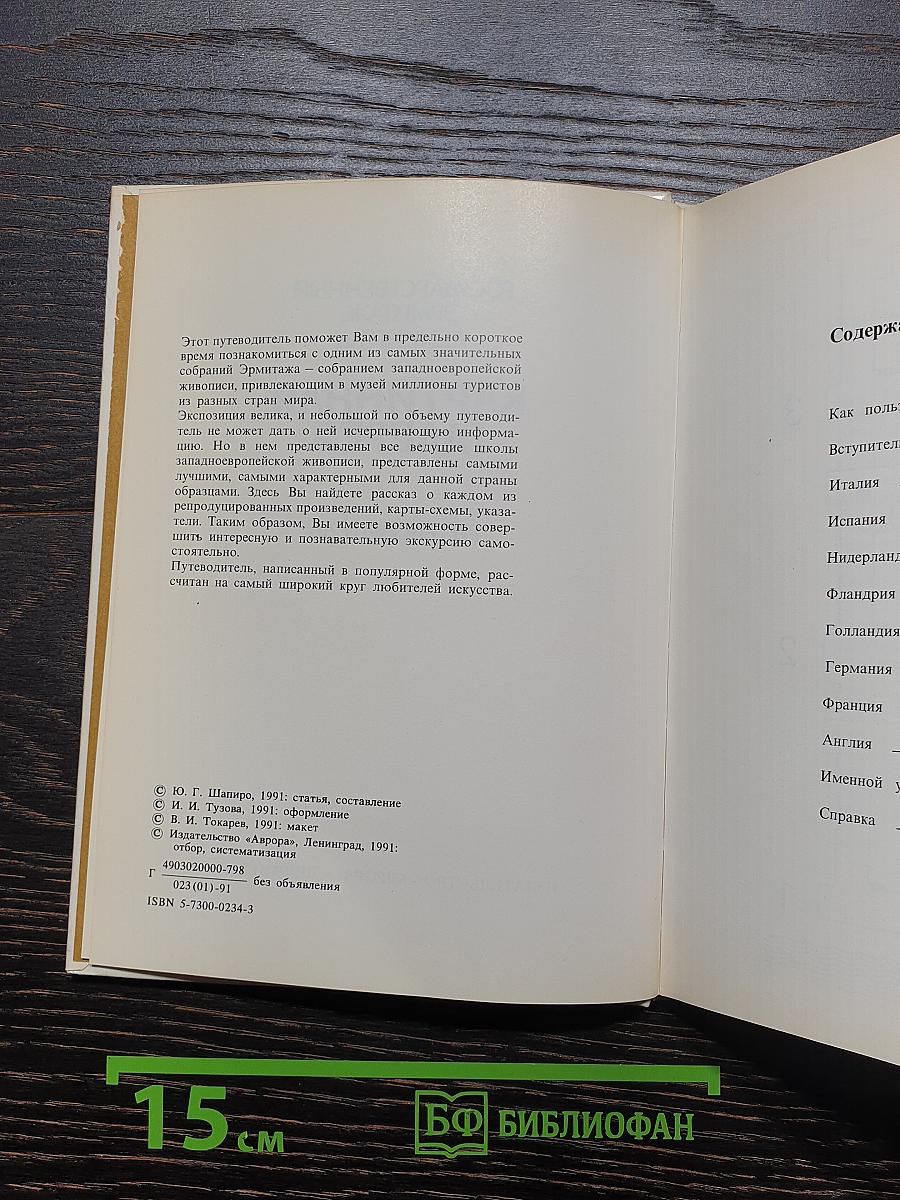 Этот путеводитель поможет Вам в предельно короткое
время познакомиться с одним из самых значительных
собраний Эрмитажа – собранием западноевропейской
живописи, привлекающим в музей миллионы туристов
из разных стран мира.
Экспозиция велика, и небольшой по объему путеводи-
тель не может дать о ней исчерпывающую информа-
цию. Но в нем представлены все ведущие школы
западноевропейской живописи, представлены самыми
лучшими, самыми характерными для данной страны
образцами. Здесь Вы найдете рассказ о каждом из
репродуцированных произведений, карты-схемы, указа-
тели. Таким образом, Вы имеете возможность совер-
шить интересную и познавательную экскурсию само-
стоятельно.
Путеводитель, написанный в популярной форме, рас-
считан на самый широкий круг любителей искусства.
© Ю. Г. Шапиро, 1991: статья, составление
© И. И. Тузова, 1991: оформление
© В. И. Токарев, 1991: макет
© Издательство «Аврора», Ленинград, 1991:
отбор, систематизация
Г 4903020000-798
023(01)-91 без объявления
ISBN 5-7300-0234-3
Содержа
Как польз
Вступитель
Италия
Испания
Нидерланд
Фландрия
Голландия
Германия
Франция
Англия
Именной у
Справка
15 см
БФ БИБЛИОФАН